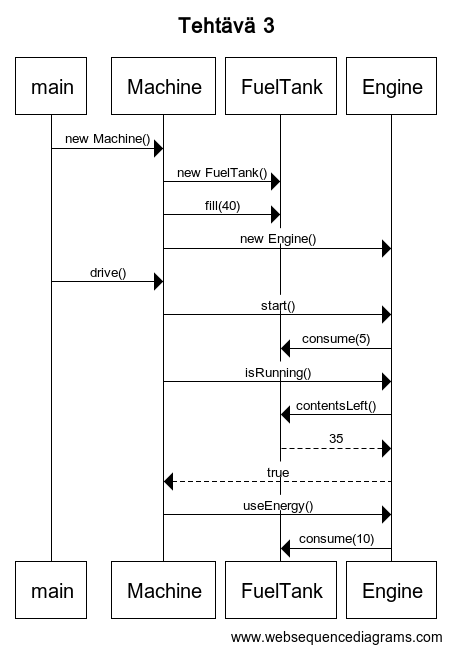 Tehtävä 3
main Machine FuelTank Engine
new Machine()
new FuelTank()
fill(40)
new Engine()
drive()
start()
consume(5)
isRunning()
contentsLeft()
35
true
useEnergy()
consume(10)
main Machine FuelTank Engine
www.websequencediagrams.com